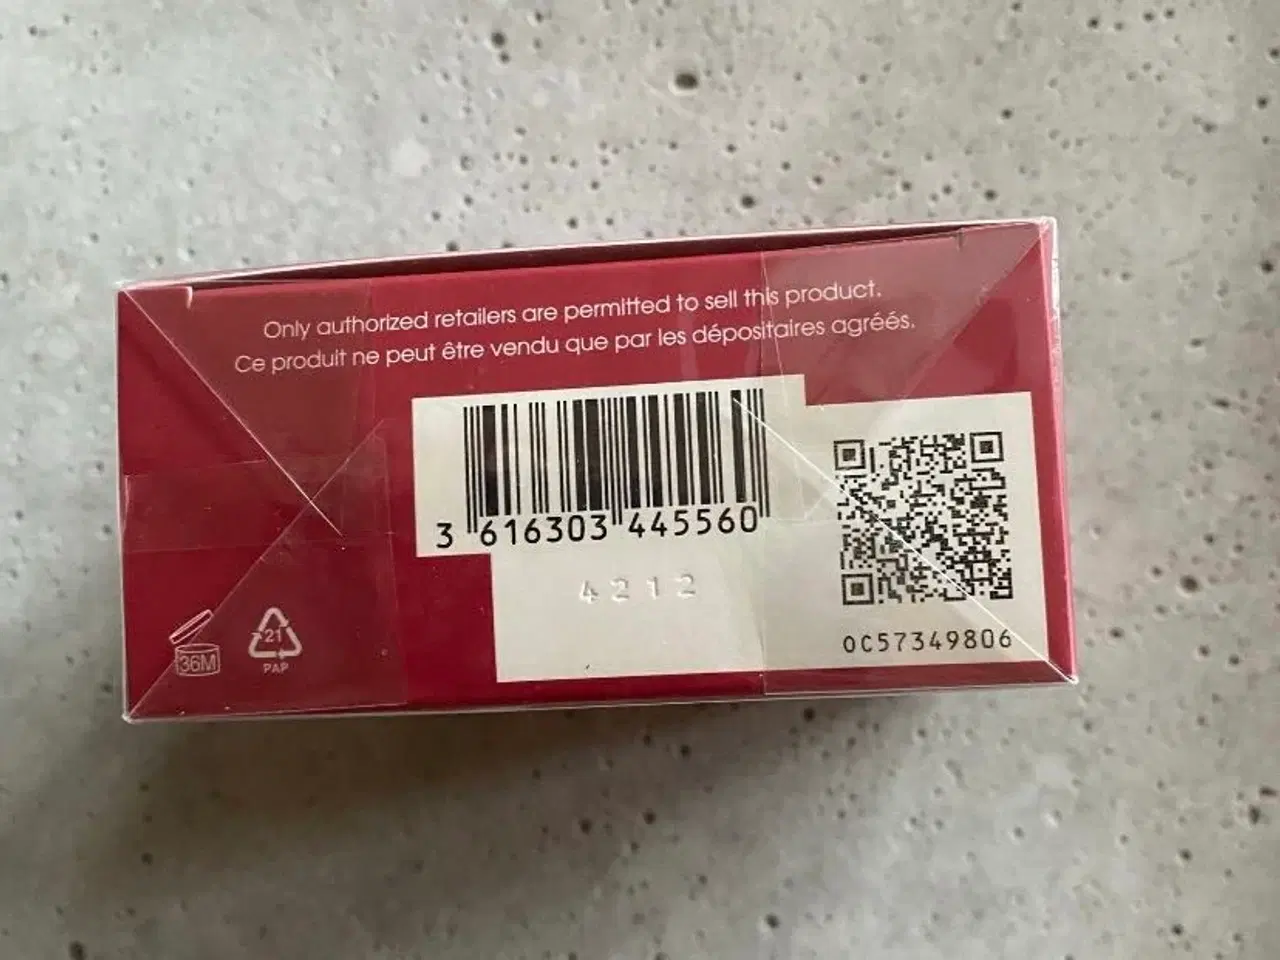 Only authorized retailers are permitted to sell this product.
Ce produit ne peut être vendu que par les dépositaires agréés.
3 616303 445560
4212
0C57349806
36M
21
PAP